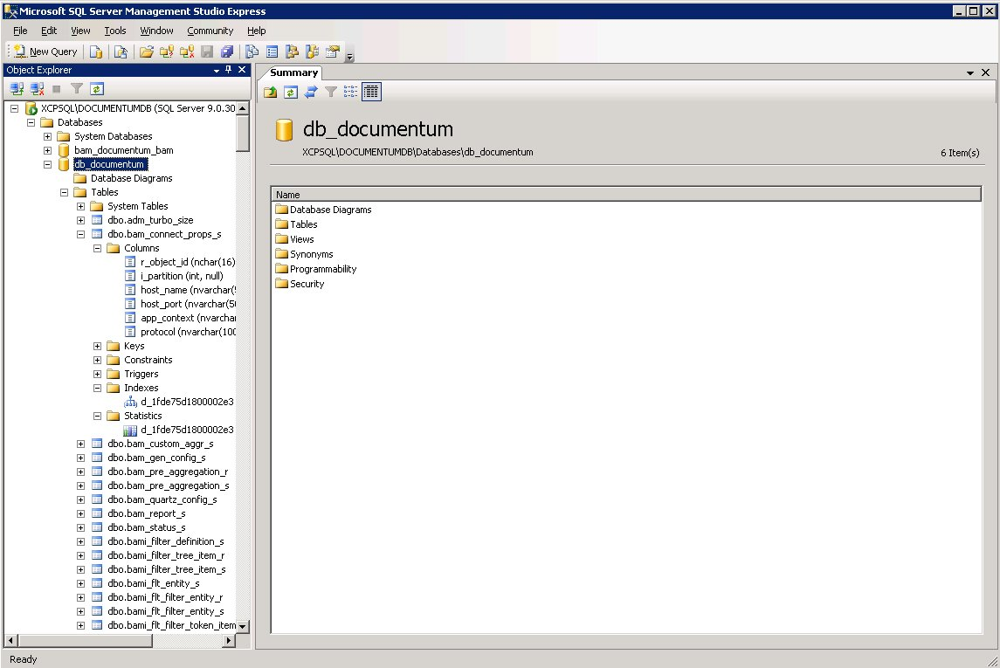 Microsoft SQL Server Management Studio Express
File Edit View Tools Window Community Help
New Query
Object Explorer
XCPSQL\DOCUMENTUMDB (SQL Server 9.0.30
Databases
System Databases
bam_documentum_bam
db_documentum
Database Diagrams
Tables
System Tables
dbo.adm_turbo_size
dbo.bam_connect_props_s
Columns
r_object_id (nchar(16)
i_partition (int, null)
host_name (nvarchar(
host_port (nvarchar(50
app_context (nvarchar
protocol (nvarchar(100
Keys
Constraints
Triggers
Indexes
d_1fde75d1800002e3
Statistics
d_1fde75d1800002e3
dbo.bam_custom_aggr_s
dbo.bam_gen_config_s
dbo.bam_pre_aggregation_r
dbo.bam_pre_aggregation_s
dbo.bam_quartz_config_s
dbo.bam_report_s
dbo.bam_status_s
dbo.bami_filter_definition_s
dbo.bami_filter_tree_item_r
dbo.bami_filter_tree_item_s
dbo.bami_flt_entity_s
dbo.bami_flt_filter_entity_r
dbo.bami_flt_filter_entity_s
dbo.bami_flt_filter_token_item
Summary
db_documentum
XCPSQL\DOCUMENTUMDB\Databases\db_documentum 6 Item(s)
Name
Database Diagrams
Tables
Views
Synonyms
Programmability
Security
Ready